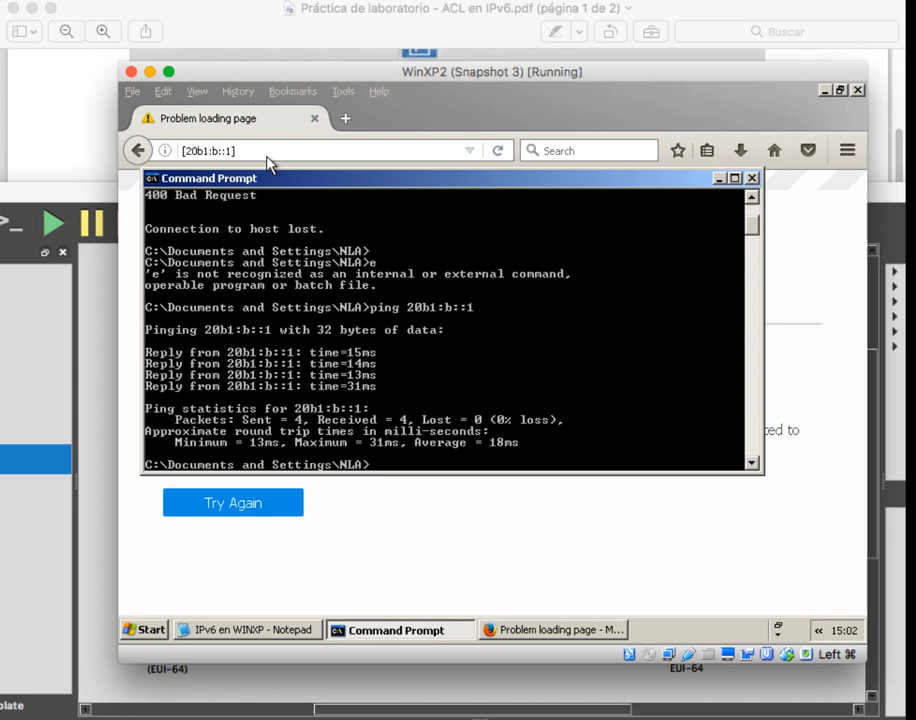 Práctica de laboratorio - ACL en IPv6.pdf (página 1 de 2)
Buscar
WinXP2 (Snapshot 3) [Running]
File Edit View History Bookmarks Tools Help
Problem loading page
[20b1:b::1]
Search
Command Prompt
400 Bad Request
Connection to host lost.
C:\Documents and Settings\NLA>
C:\Documents and Settings\NLA>e
'e' is not recognized as an internal or external command,
operable program or batch file.
C:\Documents and Settings\NLA>ping 20b1:b::1
Pinging 20b1:b::1 with 32 bytes of data:
Reply from 20b1:b::1: time=15ms
Reply from 20b1:b::1: time=14ms
Reply from 20b1:b::1: time=13ms
Reply from 20b1:b::1: time=31ms
Ping statistics for 20b1:b::1:
Packets: Sent = 4, Received = 4, Lost = 0 (0% loss),
Approximate round trip times in milli-seconds:
Minimum = 13ms, Maximum = 31ms, Average = 18ms
C:\Documents and Settings\NLA>
ted to
Try Again
Start IPv6 en WINXP - Notepad Command Prompt Problem loading page - M... « 15:02
Left ⌘
(EUI-64) EUI-64
plate